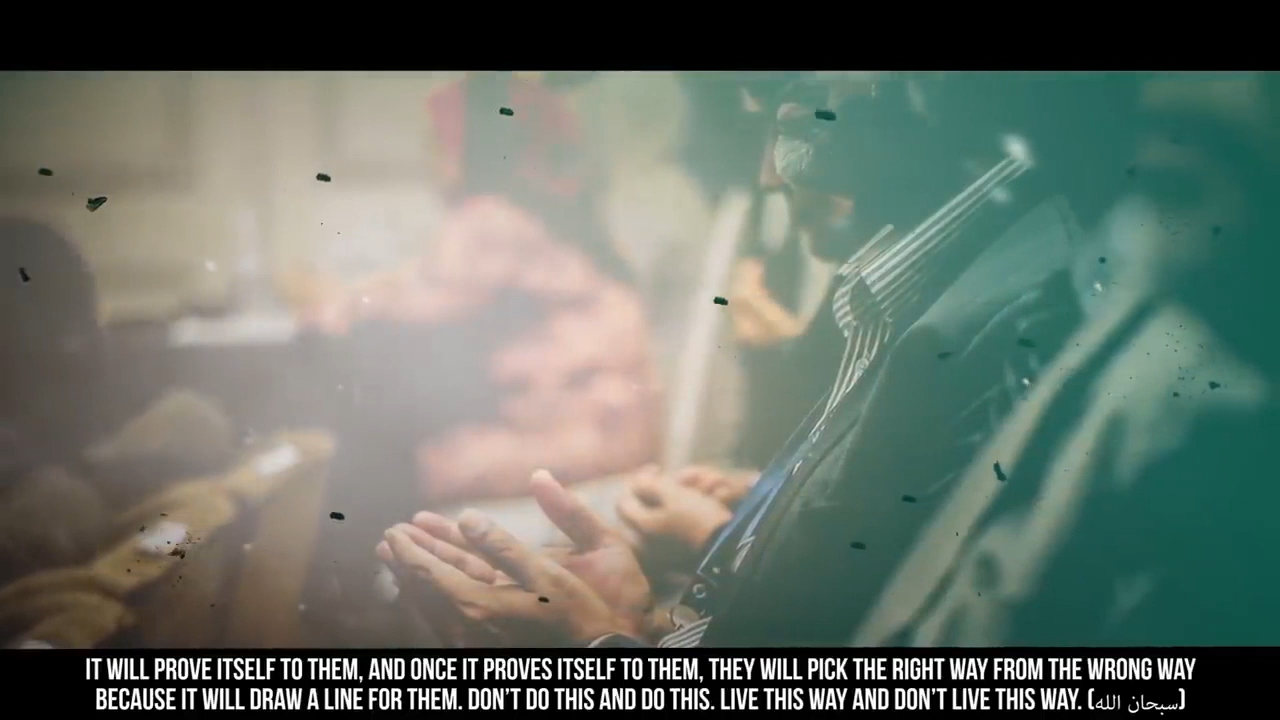 IT WILL PROVE ITSELF TO THEM, AND ONCE IT PROVES ITSELF TO THEM, THEY WILL PICK THE RIGHT WAY FROM THE WRONG WAY
BECAUSE IT WILL DRAW A LINE FOR THEM. DON'T DO THIS AND DO THIS. LIVE THIS WAY AND DON'T LIVE THIS WAY. (سبحان الله)